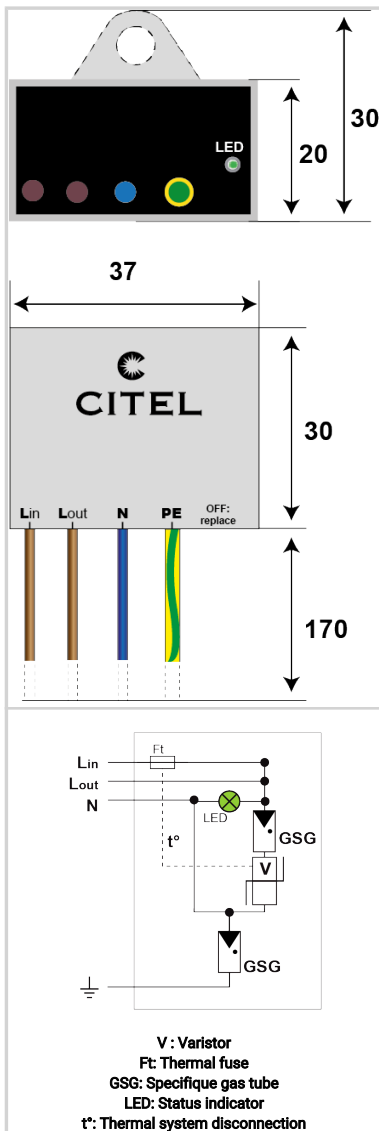 30
20
LED
37
CITEL
30
Lin Lout N PE OFF:
replace
170
Lin
Ft
Lout
N
LED
GSG
t°
V
GSG
V : Varistor
Ft: Thermal fuse
GSG: Specifique gas tube
LED: Status indicator
t°: Thermal system disconnection